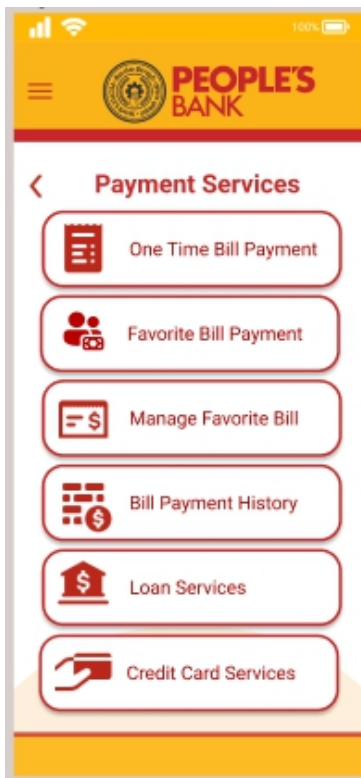 100%
PEOPLE'S
BANK
Payment Services
One Time Bill Payment
Favorite Bill Payment
Manage Favorite Bill
Bill Payment History
Loan Services
Credit Card Services